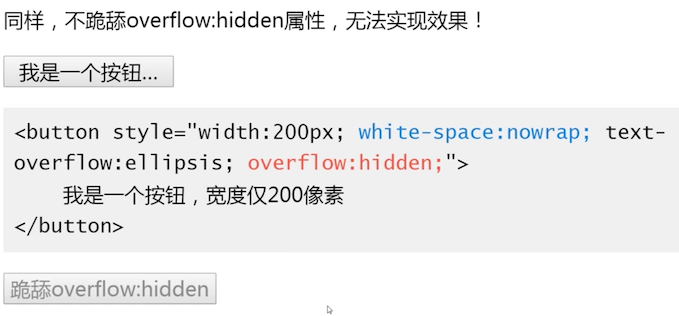 同样，不跪舔overflow:hidden属性，无法实现效果！
我是一个按钮...
<button style="width:200px; white-space:nowrap; text-
overflow:ellipsis; overflow:hidden;">
我是一个按钮，宽度仅200像素
</button>
跪舔overflow:hidden